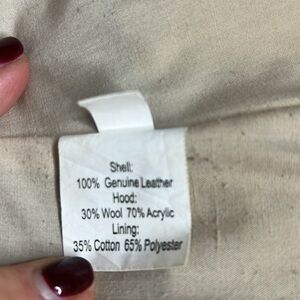 Shell:
100% Genuine Leather
Hood:
30% Wool 70% Acrylic
Lining:
35% Cotton 65% Polyester